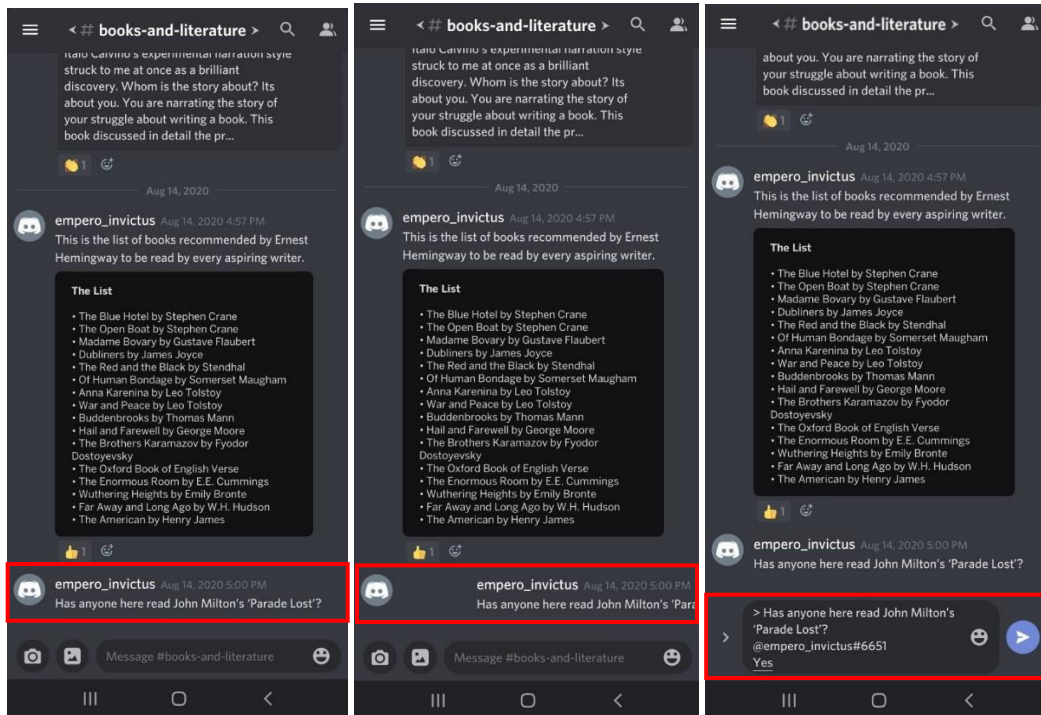 < # books-and-literature >
Italo Calvino's experimental narration style
struck to me at once as a brilliant
discovery. Whom is the story about? Its
about you. You are narrating the story of
your struggle about writing a book. This
book discussed in detail the pr...
1
Aug 14, 2020
empero_invictus Aug 14, 2020 4:57 PM
This is the list of books recommended by Ernest
Hemingway to be read by every aspiring writer.
The List
• The Blue Hotel by Stephen Crane
• The Open Boat by Stephen Crane
• Madame Bovary by Gustave Flaubert
• Dubliners by James Joyce
• The Red and the Black by Stendhal
• Of Human Bondage by Somerset Maugham
• Anna Karenina by Leo Tolstoy
• War and Peace by Leo Tolstoy
• Buddenbrooks by Thomas Mann
• Hail and Farewell by George Moore
• The Brothers Karamazov by Fyodor
Dostoyevsky
• The Oxford Book of English Verse
• The Enormous Room by E.E. Cummings
• Wuthering Heights by Emily Bronte
• Far Away and Long Ago by W.H. Hudson
• The American by Henry James
1
empero_invictus Aug 14, 2020 5:00 PM
Has anyone here read John Milton's 'Parade Lost'?
Message #books-and-literature
< # books-and-literature >
Italo Calvino's experimental narration style
struck to me at once as a brilliant
discovery. Whom is the story about? Its
about you. You are narrating the story of
your struggle about writing a book. This
book discussed in detail the pr...
1
Aug 14, 2020
empero_invictus Aug 14, 2020 4:57 PM
This is the list of books recommended by Ernest
Hemingway to be read by every aspiring writer.
The List
• The Blue Hotel by Stephen Crane
• The Open Boat by Stephen Crane
• Madame Bovary by Gustave Flaubert
• Dubliners by James Joyce
• The Red and the Black by Stendhal
• Of Human Bondage by Somerset Maugham
• Anna Karenina by Leo Tolstoy
• War and Peace by Leo Tolstoy
• Buddenbrooks by Thomas Mann
• Hail and Farewell by George Moore
• The Brothers Karamazov by Fyodor
Dostoyevsky
• The Oxford Book of English Verse
• The Enormous Room by E.E. Cummings
• Wuthering Heights by Emily Bronte
• Far Away and Long Ago by W.H. Hudson
• The American by Henry James
1
empero_invictus Aug 14, 2020 5:00 PM
Has anyone here read John Milton's 'Para
Message #books-and-literature
< # books-and-literature >
about you. You are narrating the story of
your struggle about writing a book. This
book discussed in detail the pr...
1
Aug 14, 2020
empero_invictus Aug 14, 2020 4:57 PM
This is the list of books recommended by Ernest
Hemingway to be read by every aspiring writer.
The List
• The Blue Hotel by Stephen Crane
• The Open Boat by Stephen Crane
• Madame Bovary by Gustave Flaubert
• Dubliners by James Joyce
• The Red and the Black by Stendhal
• Of Human Bondage by Somerset Maugham
• Anna Karenina by Leo Tolstoy
• War and Peace by Leo Tolstoy
• Buddenbrooks by Thomas Mann
• Hail and Farewell by George Moore
• The Brothers Karamazov by Fyodor
Dostoyevsky
• The Oxford Book of English Verse
• The Enormous Room by E.E. Cummings
• Wuthering Heights by Emily Bronte
• Far Away and Long Ago by W.H. Hudson
• The American by Henry James
1
empero_invictus Aug 14, 2020 5:00 PM
Has anyone here read John Milton's 'Parade Lost'?
> Has anyone here read John Milton's
'Parade Lost'?
@empero_invictus#6651
Yes